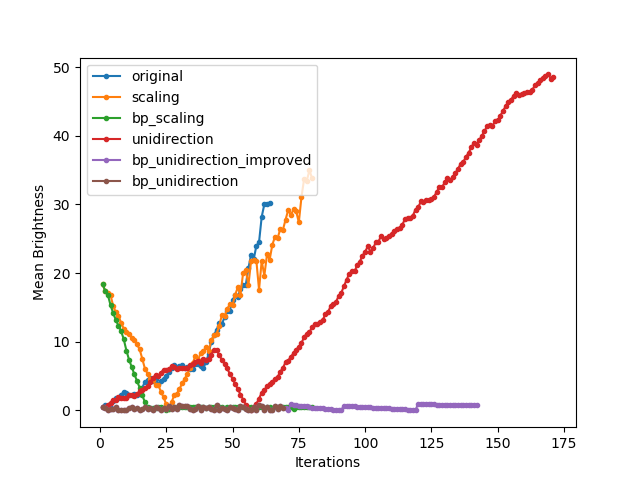 original
scaling
bp_scaling
unidirection
bp_unidirection_improved
bp_unidirection
Mean Brightness
50
40
30
20
10
0
0 25 50 75 100 125 150 175
Iterations